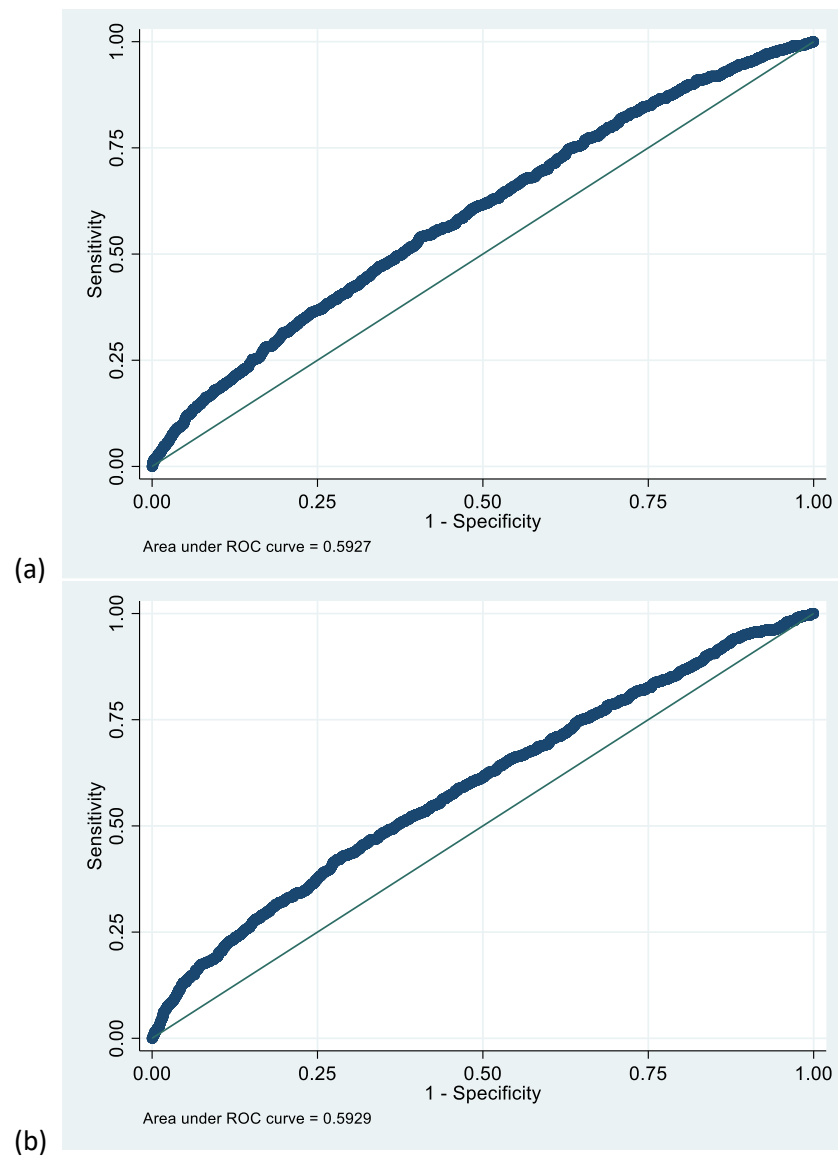 1.00
0.75
Sensitivity
0.50
0.25
0.00
0.00 0.25 0.50 0.75 1.00
1 - Specificity
Area under ROC curve = 0.5927
(a)
1.00
0.75
Sensitivity
0.50
0.25
0.00
0.00 0.25 0.50 0.75 1.00
1 - Specificity
Area under ROC curve = 0.5929
(b)